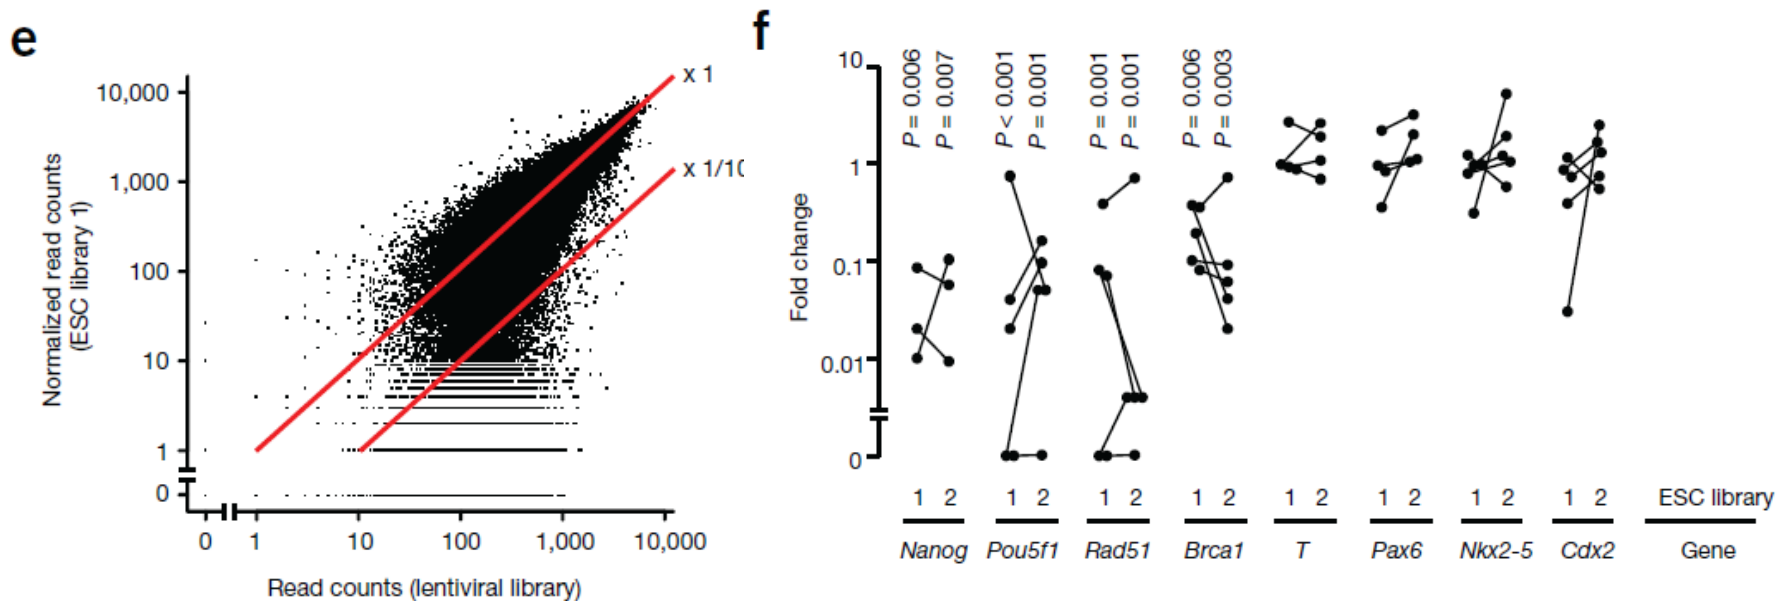 e
Normalized read counts
(ESC library 1)
10,000
1,000
100
10
1
0
x 1
x 1/10
0 1 10 100 1,000 10,000
Read counts (lentiviral library)
f
Fold change
10
1
0.1
0.01
0
P = 0.006
P = 0.007
P < 0.001
P = 0.001
P = 0.001
P = 0.001
P = 0.006
P = 0.003
1 2 1 2 1 2 1 2 1 2 1 2 1 2 1 2 ESC library
Nanog Pou5f1 Rad51 Brca1 T Pax6 Nkx2-5 Cdx2 Gene